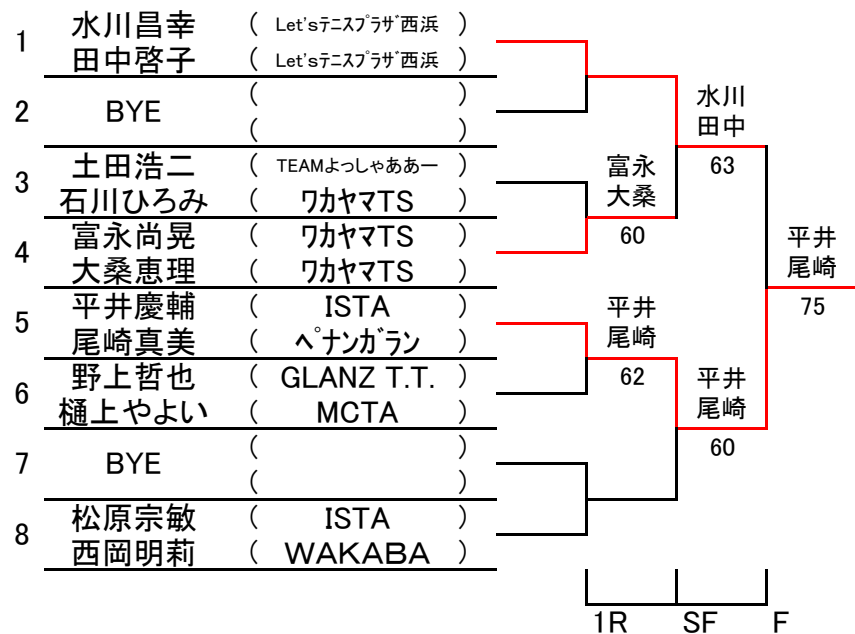 1
水川昌幸 ( Let'sﾃﾆｽﾌﾟﾗｻﾞ西浜 )
田中啓子 ( Let'sﾃﾆｽﾌﾟﾗｻﾞ西浜 )
2
BYE ( )
( )
3
土田浩二 ( TEAMよっしゃああー )
石川ひろみ ( ﾜｶﾔﾏTS )
4
富永尚晃 ( ﾜｶﾔﾏTS )
大桑恵理 ( ﾜｶﾔﾏTS )
5
平井慶輔 ( ISTA )
尾崎真美 ( ﾍﾟﾅﾝｶﾞﾗﾝ )
6
野上哲也 ( GLANZ T.T. )
樋上やよい ( MCTA )
7
BYE ( )
( )
8
松原宗敏 ( ISTA )
西岡明莉 ( WAKABA )
富永
大桑
60
平井
尾崎
62
水川
田中
63
平井
尾崎
60
平井
尾崎
75
1R SF F